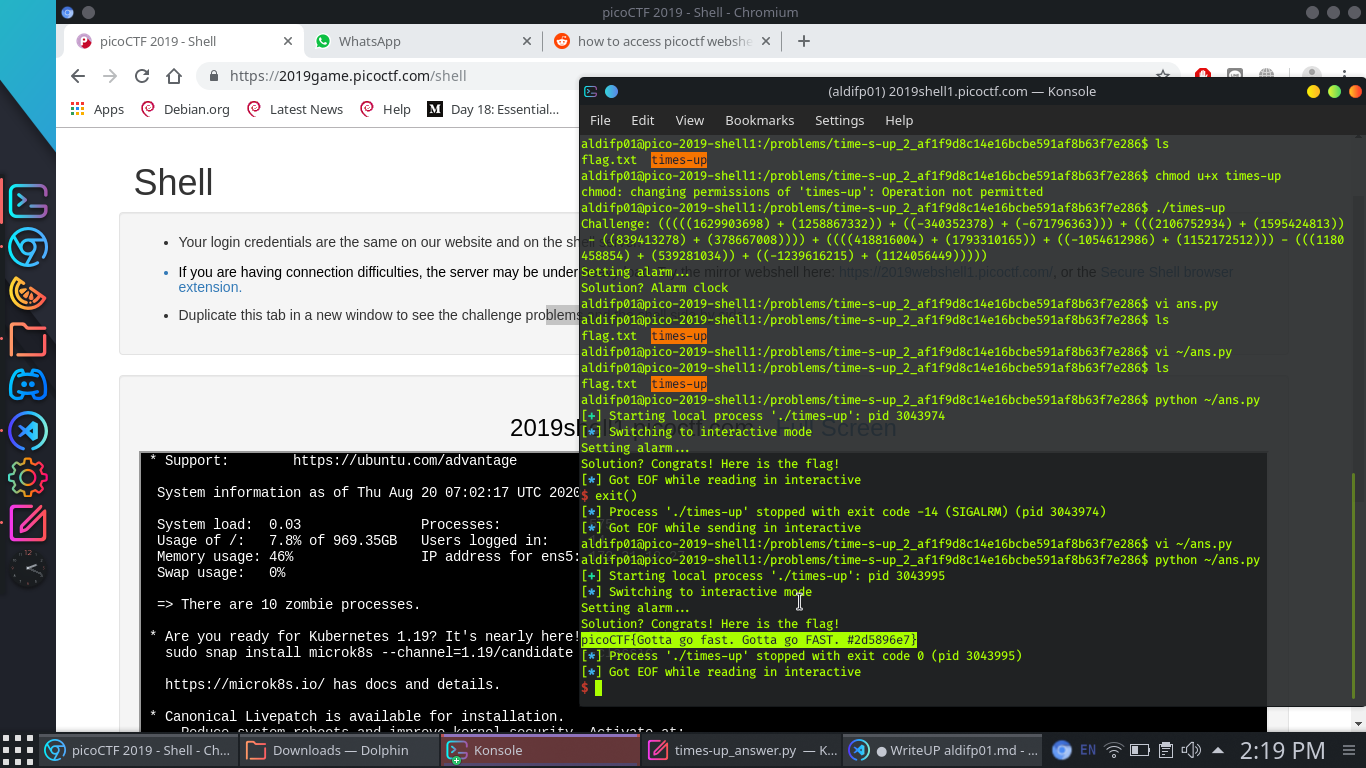 picoCTF 2019 - Shell - Chromium
picoCTF 2019 - Shell
WhatsApp
how to access picoctf webshe
https://2019game.picoctf.com/shell
Apps
Debian.org
Latest News
Help
Day 18: Essential...
Shell
Your login credentials are the same on our website and on the she
If you are having connection difficulties, the server may be under
the mirror webshell here: https://2019webshell1.picoctf.com/, or the Secure Shell browser
extension.
Duplicate this tab in a new window to see the challenge problems
2019shell1.picoctf.com - Full Screen
* Support:        https://ubuntu.com/advantage
System information as of Thu Aug 20 07:02:17 UTC 2020
System load:  0.03              Processes:
Usage of /:   7.8% of 969.35GB   Users logged in:
Memory usage: 46%               IP address for ens5:
Swap usage:   0%
=> There are 10 zombie processes.
* Are you ready for Kubernetes 1.19? It's nearly here!
sudo snap install microk8s --channel=1.19/candidate
https://microk8s.io/ has docs and details.
* Canonical Livepatch is available for installation.
- Reduce system reboots and improve kernel security. Activate at:
(aldifp01) 2019shell1.picoctf.com — Konsole
File Edit View Bookmarks Settings Help
aldifp01@pico-2019-shell1:/problems/time-s-up_2_af1f9d8c14e16bcbe591af8b63f7e286$ ls
flag.txt  times-up
aldifp01@pico-2019-shell1:/problems/time-s-up_2_af1f9d8c14e16bcbe591af8b63f7e286$ chmod u+x times-up
chmod: changing permissions of 'times-up': Operation not permitted
aldifp01@pico-2019-shell1:/problems/time-s-up_2_af1f9d8c14e16bcbe591af8b63f7e286$ ./times-up
Challenge: (((((1629903698) + (1258867332)) + ((-340352378) + (-671796363))) + (((2106752934) + (1595424813))
- ((839413278) + (378667008)))) + ((((418816004) + (1793310165)) + ((-1054612986) + (1152172512))) - (((1180
458854) + (539281034)) + ((-1239616215) + (1124056449)))))
Setting alarm...
Solution? Alarm clock
aldifp01@pico-2019-shell1:/problems/time-s-up_2_af1f9d8c14e16bcbe591af8b63f7e286$ vi ans.py
aldifp01@pico-2019-shell1:/problems/time-s-up_2_af1f9d8c14e16bcbe591af8b63f7e286$ ls
flag.txt  times-up
aldifp01@pico-2019-shell1:/problems/time-s-up_2_af1f9d8c14e16bcbe591af8b63f7e286$ vi ~/ans.py
aldifp01@pico-2019-shell1:/problems/time-s-up_2_af1f9d8c14e16bcbe591af8b63f7e286$ ls
flag.txt  times-up
aldifp01@pico-2019-shell1:/problems/time-s-up_2_af1f9d8c14e16bcbe591af8b63f7e286$ python ~/ans.py
[+] Starting local process './times-up': pid 3043974
[*] Switching to interactive mode
Setting alarm...
Solution? Congrats! Here is the flag!
[*] Got EOF while reading in interactive
$ exit()
[*] Process './times-up' stopped with exit code -14 (SIGALRM) (pid 3043974)
[*] Got EOF while sending in interactive
aldifp01@pico-2019-shell1:/problems/time-s-up_2_af1f9d8c14e16bcbe591af8b63f7e286$ vi ~/ans.py
aldifp01@pico-2019-shell1:/problems/time-s-up_2_af1f9d8c14e16bcbe591af8b63f7e286$ python ~/ans.py
[+] Starting local process './times-up': pid 3043995
[*] Switching to interactive mode
Setting alarm...
Solution? Congrats! Here is the flag!
picoCTF{Gotta go fast. Gotta go FAST. #2d5896e7}
[*] Process './times-up' stopped with exit code 0 (pid 3043995)
[*] Got EOF while reading in interactive
$
picoCTF 2019 - Shell - Ch...
Downloads — Dolphin
Konsole
times-up_answer.py — K...
● WriteUP aldifp01.md - ...
EN
2:19 PM